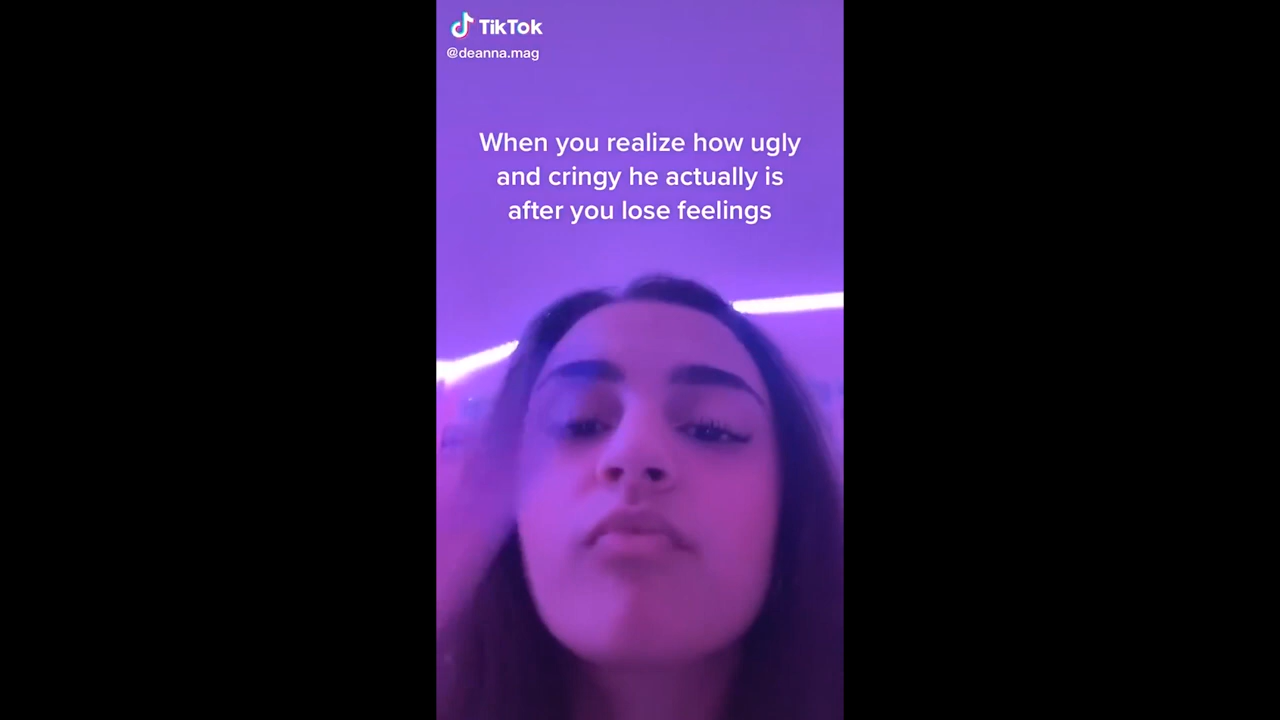 TikTok
@deanna.mag
When you realize how ugly
and cringy he actually is
after you lose feelings